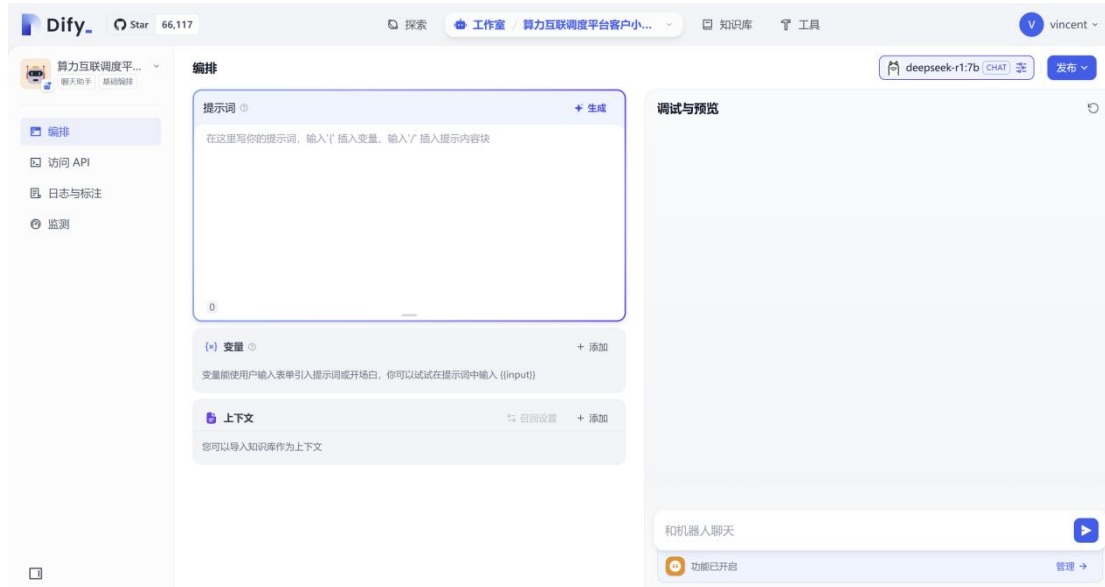 Dify_ Star 66,117 探索 工作室 / 算力互联调度平台客户小... 知识库 工具 V vincent
算力互联调度平...
聊天助手 基础编排
编排
访问 API
日志与标注
监测
编排
deepseek-r1:7b CHAT
发布
提示词
生成
在这里写你的提示词，输入'{' 插入变量、输入'/' 插入提示内容块
0
{x} 变量
+ 添加
变量能使用户输入表单引入提示词或开场白，你可以试试在提示词中输入 {{input}}
上下文
召回设置
+ 添加
您可以导入知识库作为上下文
调试与预览
和机器人聊天
功能已开启
管理 →